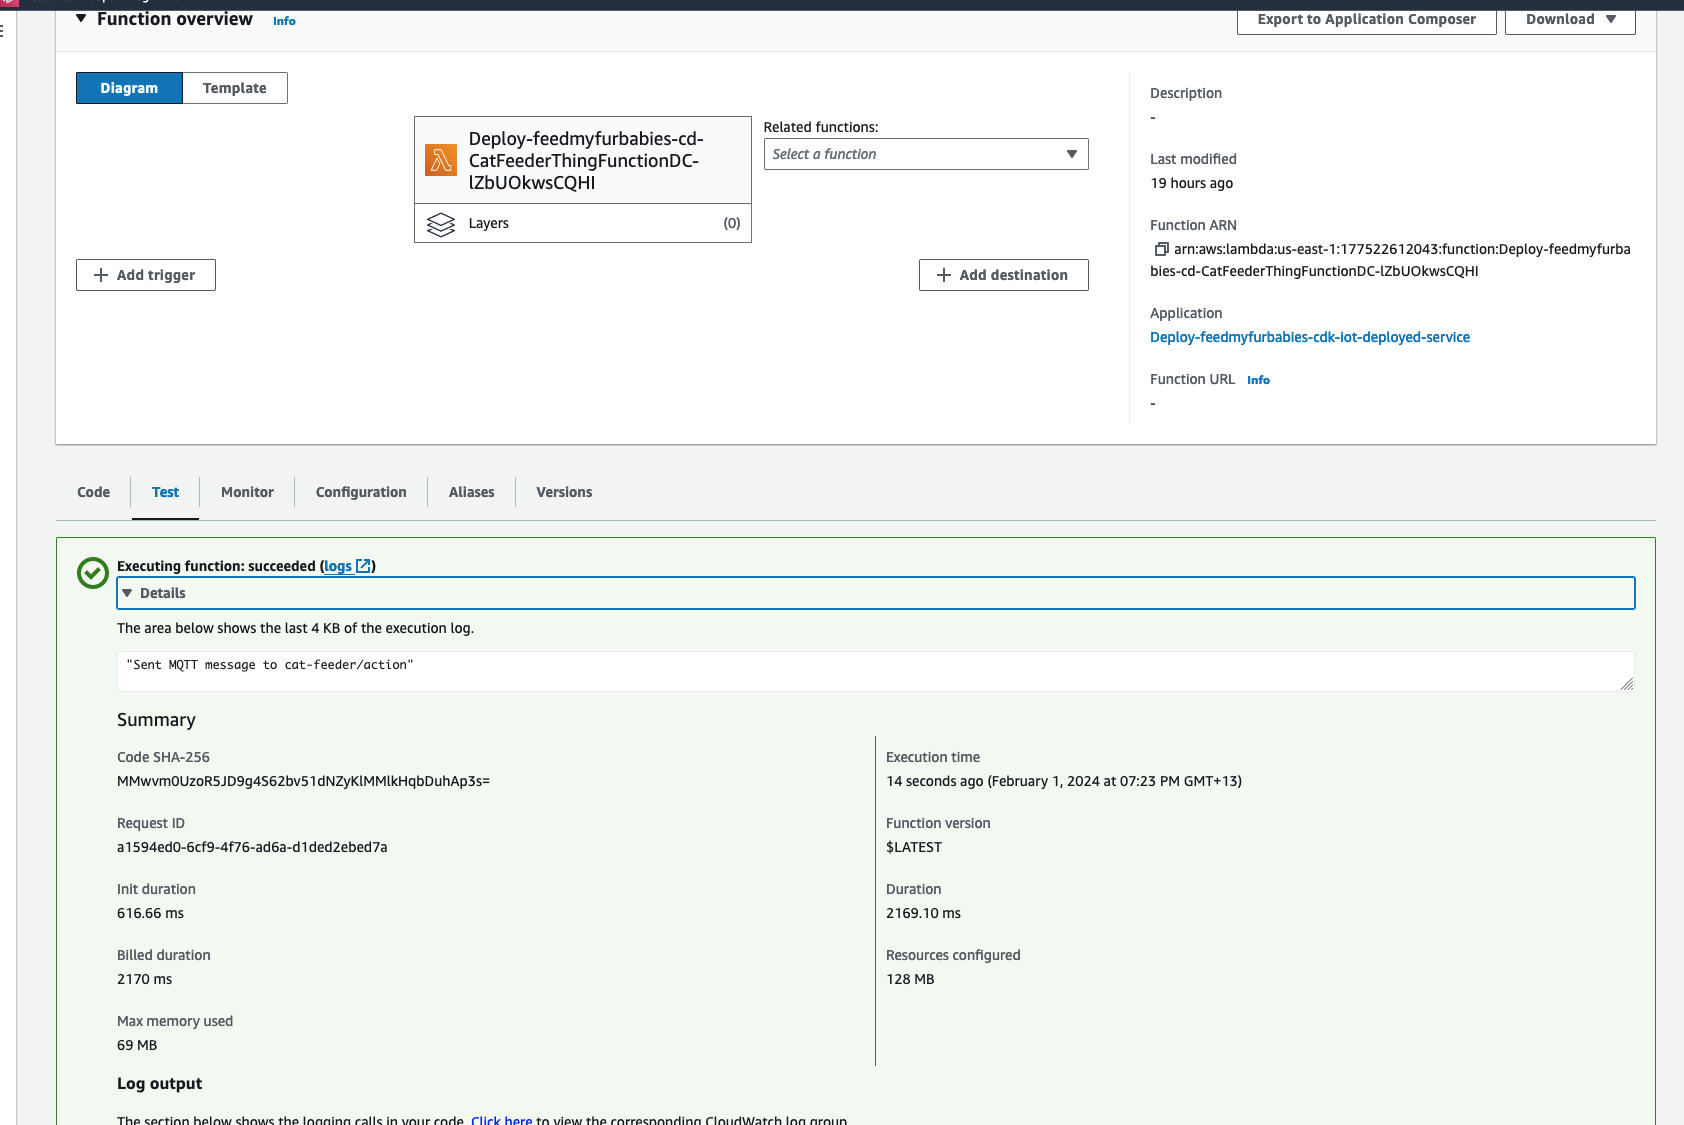 Function overview Info
Export to Application Composer
Download
Diagram
Template
Deploy-feedmyfurbabies-cd-
CatFeederThingFunctionDC-
lZbUOkwsCQHI
Layers
(0)
Related functions:
Select a function
Add trigger
Add destination
Description
-
Last modified
19 hours ago
Function ARN
arn:aws:lambda:us-east-1:177522612043:function:Deploy-feedmyfurba
bies-cd-CatFeederThingFunctionDC-lZbUOkwsCQHI
Application
Deploy-feedmyfurbabies-cdk-iot-deployed-service
Function URL Info
-
Code
Test
Monitor
Configuration
Aliases
Versions
Executing function: succeeded (logs)
Details
The area below shows the last 4 KB of the execution log.
"Sent MQTT message to cat-feeder/action"
Summary
Code SHA-256
MMwvm0UzoR5JD9g4S62bv51dNZyKlMMlkHqbDuhAp3s=
Request ID
a1594ed0-6cf9-4f76-ad6a-d1ded2ebed7a
Init duration
616.66 ms
Billed duration
2170 ms
Max memory used
69 MB
Execution time
14 seconds ago (February 1, 2024 at 07:23 PM GMT+13)
Function version
$LATEST
Duration
2169.10 ms
Resources configured
128 MB
Log output
The section below shows the logging calls in your code. Click here to view the corresponding CloudWatch log group.